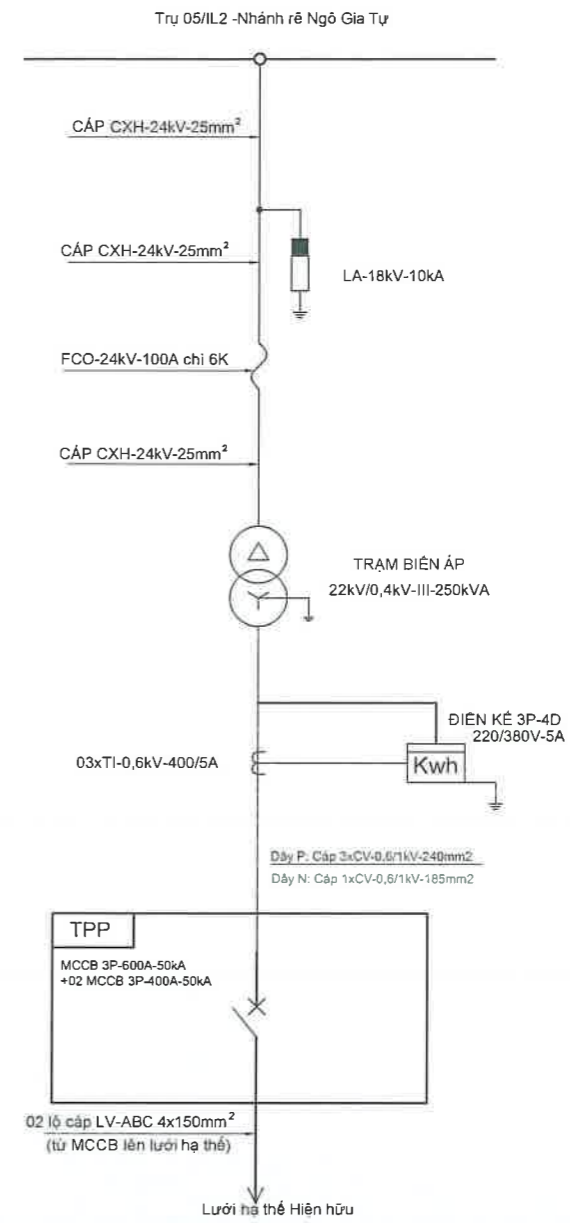 Trụ 05/IL2 -Nhánh rẽ Ngô Gia Tự
CÁP CXH-24kV-25mm²
CÁP CXH-24kV-25mm²
LA-18kV-10kA
FCO-24kV-100A chì 6K
CÁP CXH-24kV-25mm²
TRẠM BIẾN ÁP
22kV/0,4kV-III-250kVA
ĐIỆN KẾ 3P-4D
220/380V-5A
03xTI-0,6kV-400/5A
Kwh
Dây P: Cáp 3xCV-0,6/1kV-240mm2
Dây N: Cáp 1xCV-0,6/1kV-185mm2
TPP
MCCB 3P-600A-50kA
+02 MCCB 3P-400A-50kA
02 lộ cáp LV-ABC 4x150mm²
(từ MCCB lên lưới hạ thế)
Lưới hạ thế Hiện hữu